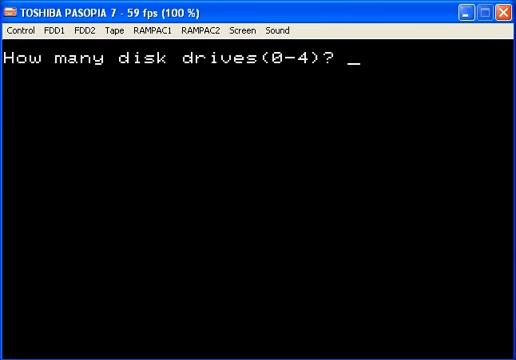 TOSHIBA PASOPIA 7 - 59 fps (100 %)
Control FDD1 FDD2 Tape RAMPAC1 RAMPAC2 Screen Sound
How many disk drives(0-4)? _